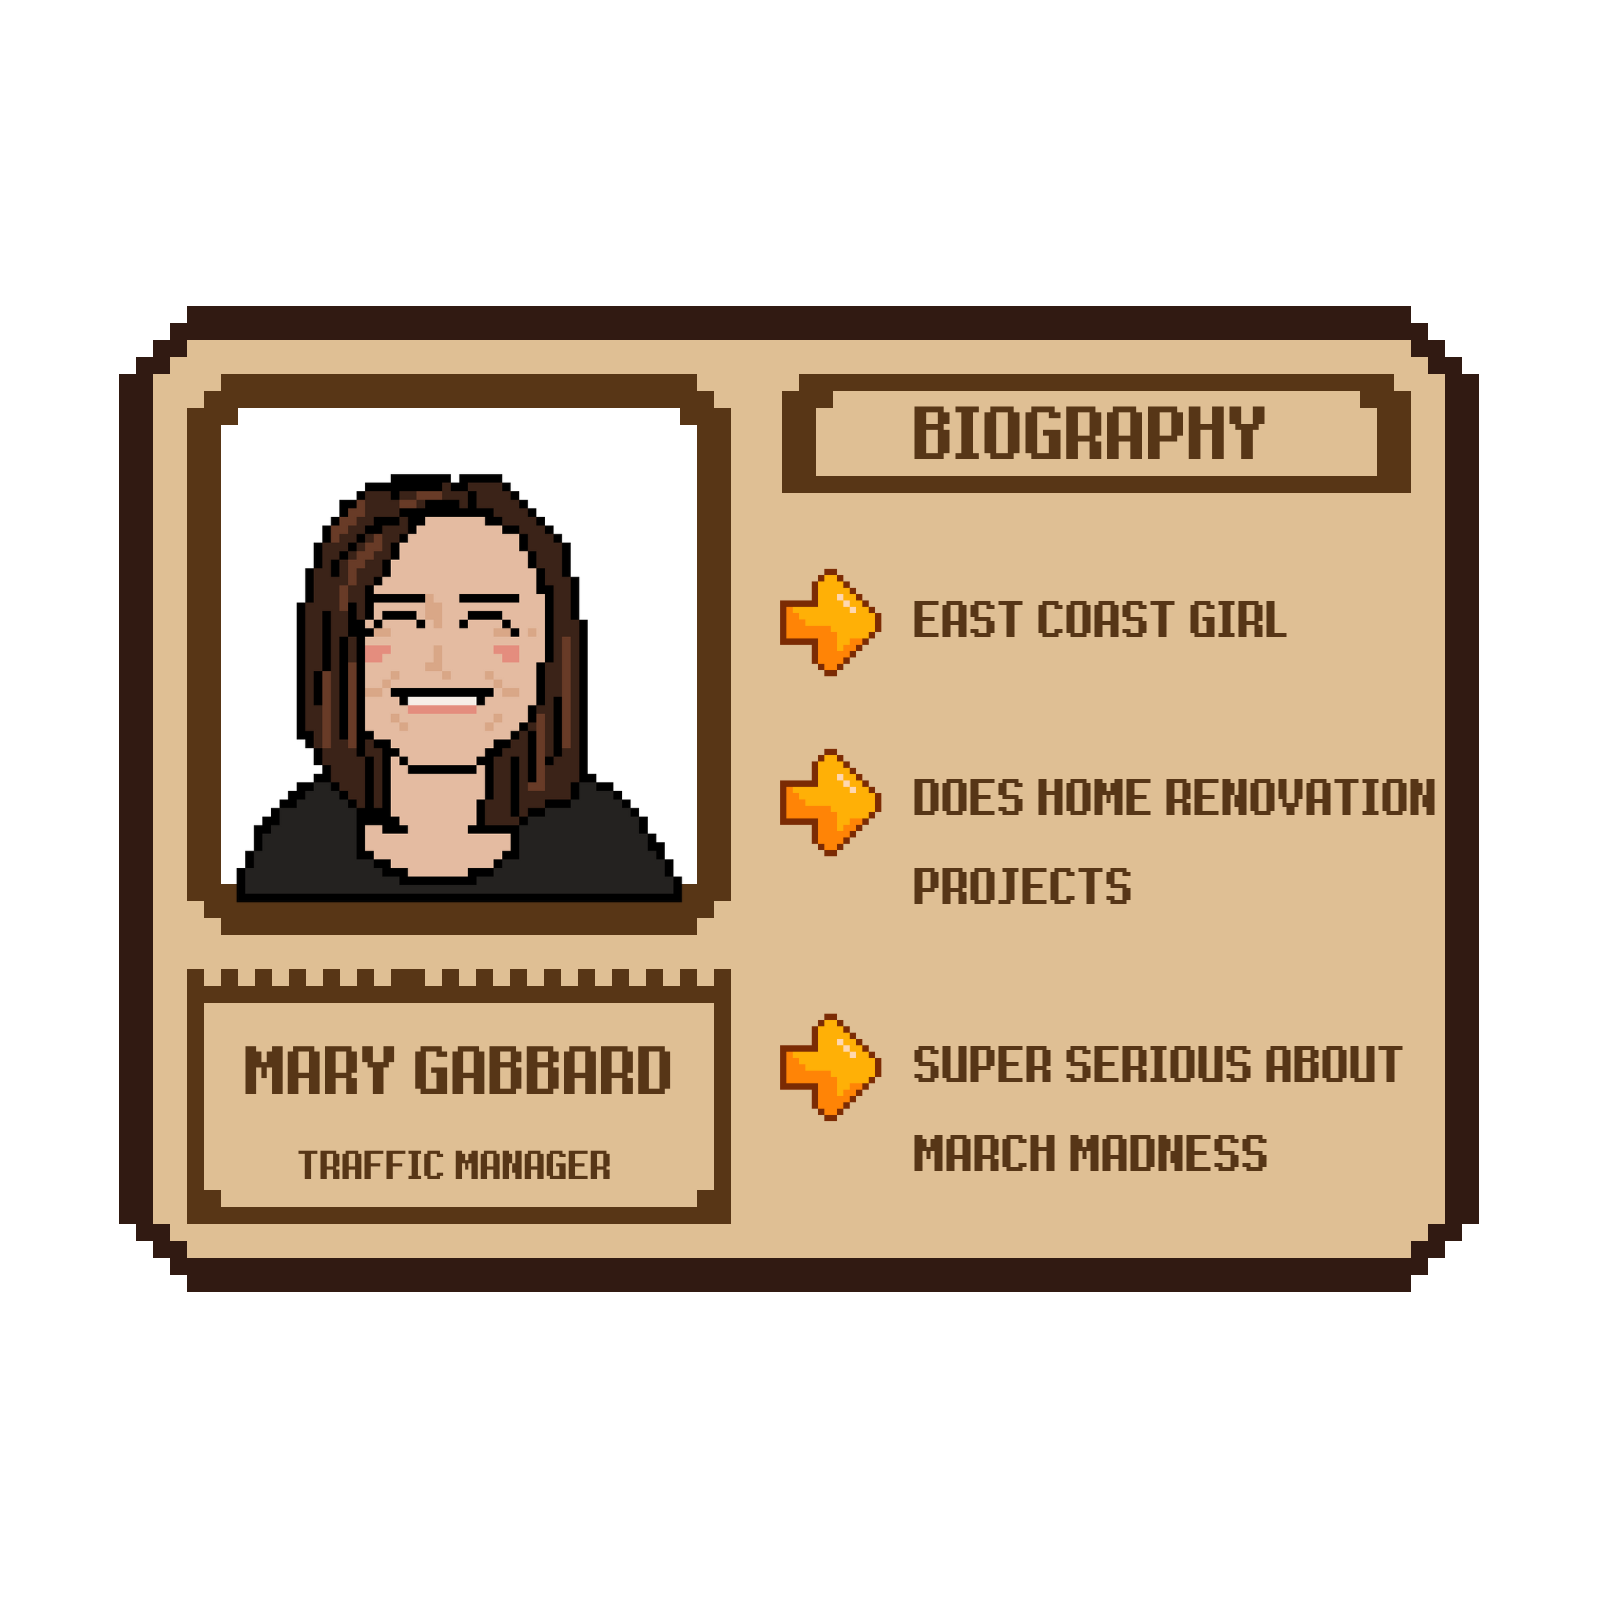 BIOGRAPHY
EAST COAST GIRL
DOES HOME RENOVATION
PROJECTS
SUPER SERIOUS ABOUT
MARCH MADNESS
MARY GABBARD
TRAFFIC MANAGER